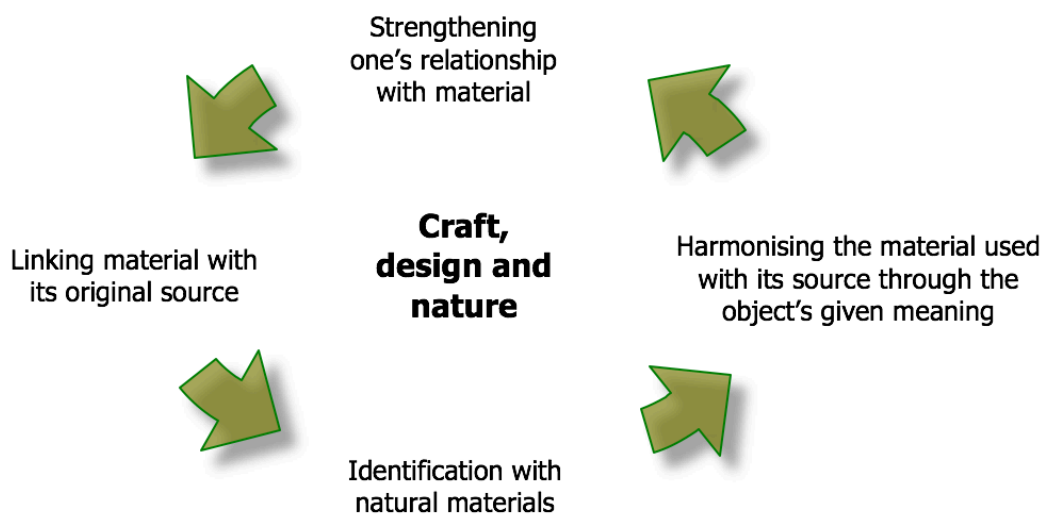 Strengthening
one’s relationship
with material
Linking material with
its original source
Craft,
design and
nature
Harmonising the material used
with its source through the
object’s given meaning
Identification with
natural materials